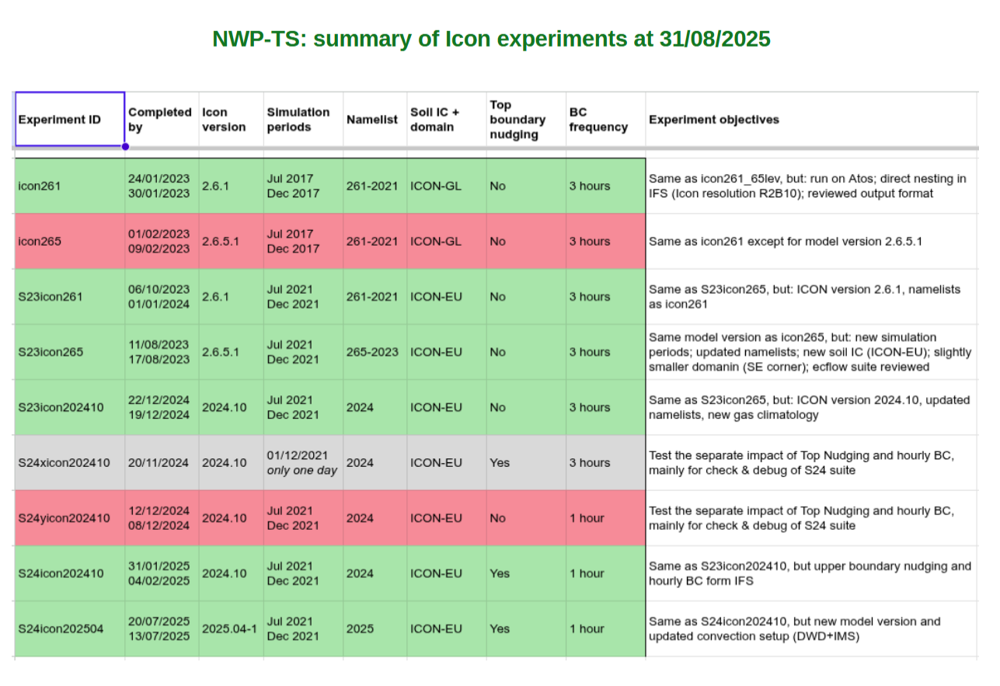 NWP-TS: summary of Icon experiments at 31/08/2025
Experiment ID
Completed
by
Icon
version
Simulation
periods
Namelist
Soil IC +
domain
Top
boundary
nudging
BC
frequency
Experiment objectives
icon261
24/01/2023
30/01/2023
2.6.1
Jul 2017
Dec 2017
261-2021
ICON-GL
No
3 hours
Same as icon261_65lev, but: run on Atos; direct nesting in
IFS (Icon resolution R2B10); reviewed output format
icon265
01/02/2023
09/02/2023
2.6.5.1
Jul 2017
Dec 2017
261-2021
ICON-GL
No
3 hours
Same as icon261 except for model version 2.6.5.1
S23icon261
06/10/2023
01/01/2024
2.6.1
Jul 2021
Dec 2021
261-2021
ICON-EU
No
3 hours
Same as S23icon265, but: ICON version 2.6.1, namelists
as icon261
S23icon265
11/08/2023
17/08/2023
2.6.5.1
Jul 2021
Dec 2021
265-2023
ICON-EU
No
3 hours
Same model version as icon265, but: new simulation
periods; updated namelists; new soil IC (ICON-EU); slightly
smaller domanin (SE corner); ecflow suite reviewed
S23icon202410
22/12/2024
19/12/2024
2024.10
Jul 2021
Dec 2021
2024
ICON-EU
No
3 hours
Same as S23icon265, but: ICON version 2024.10, updated
namelists, new gas climatology
S24xicon202410
20/11/2024
2024.10
01/12/2021
only one day
2024
ICON-EU
Yes
3 hours
Test the separate impact of Top Nudging and hourly BC,
mainly for check & debug of S24 suite
S24yicon202410
12/12/2024
08/12/2024
2024.10
Jul 2021
Dec 2021
2024
ICON-EU
No
1 hour
Test the separate impact of Top Nudging and hourly BC,
mainly for check & debug of S24 suite
S24icon202410
31/01/2025
04/02/2025
2024.10
Jul 2021
Dec 2021
2024
ICON-EU
Yes
1 hour
Same as S23icon202410, but upper boundary nudging and
hourly BC form IFS
S24icon202504
20/07/2025
13/07/2025
2025.04-1
Jul 2021
Dec 2021
2025
ICON-EU
Yes
1 hour
Same as S24icon202410, but new model version and
updated convection setup (DWD+IMS)